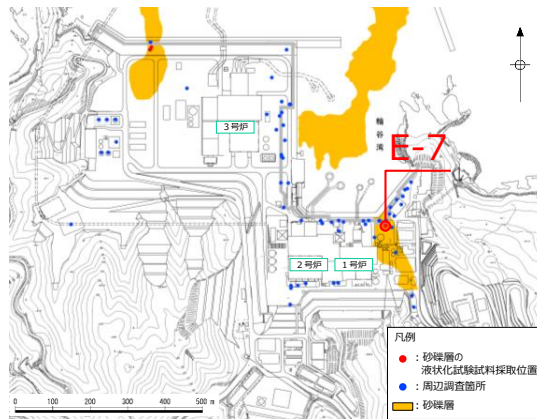 3号炉
輪谷湾
E-7
2号炉
1号炉
凡例
：砂礫層の
液状化試験試料採取位置
：周辺調査箇所
：砂礫層
0 100 200 300 400 500 m